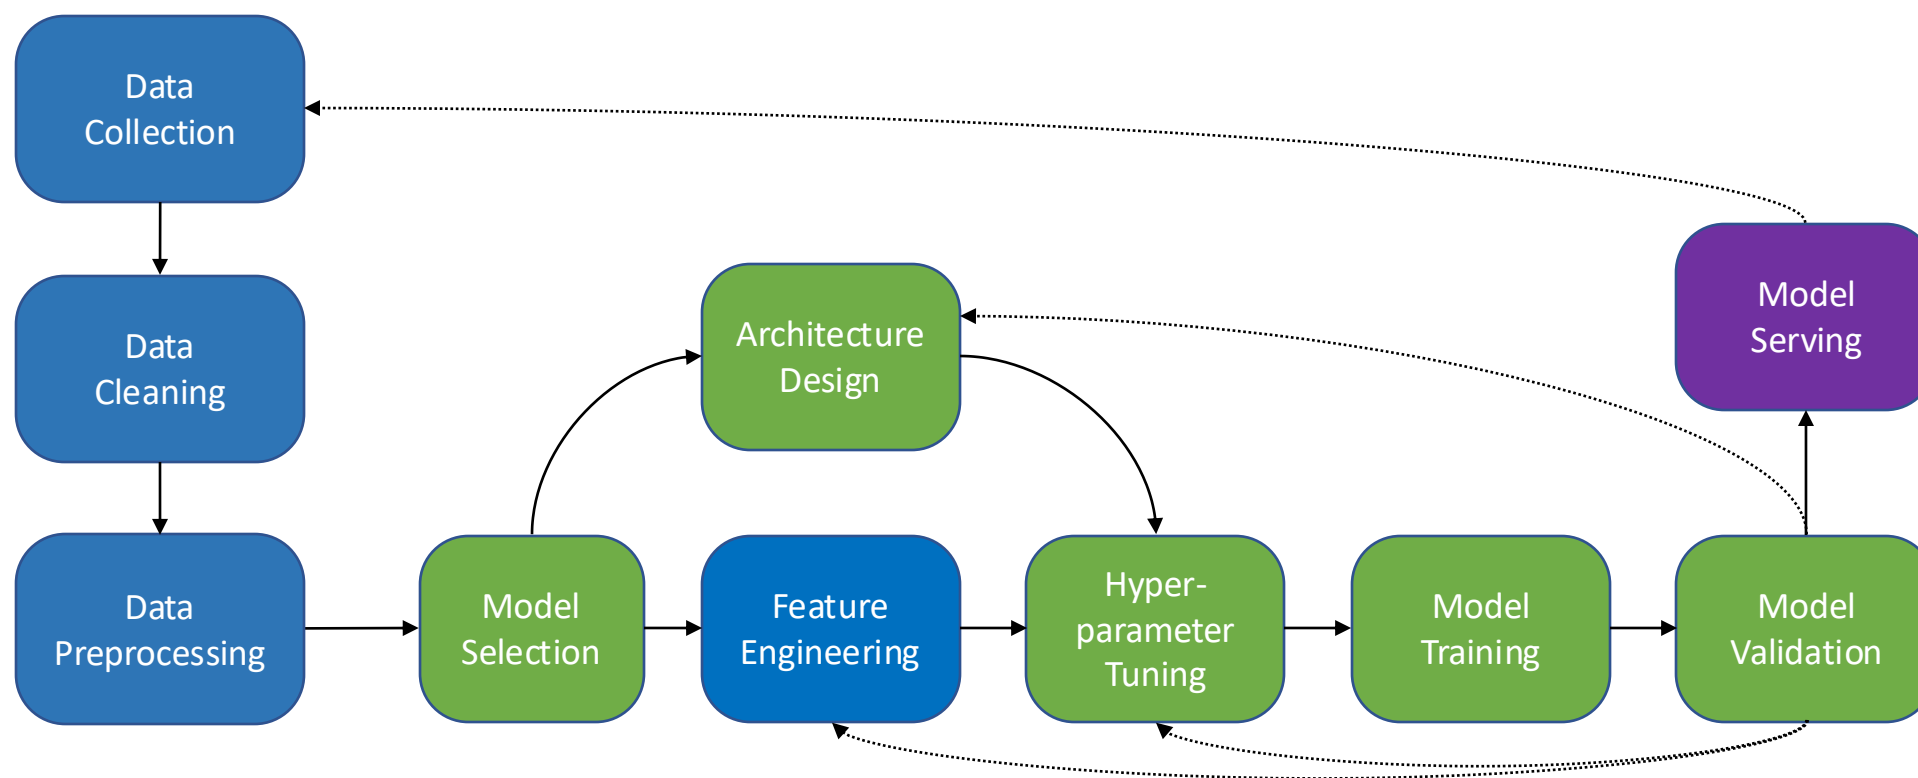 Data
Collection
Data
Cleaning
Data
Preprocessing
Model
Selection
Architecture
Design
Feature
Engineering
Hyper-
parameter
Tuning
Model
Training
Model
Validation
Model
Serving